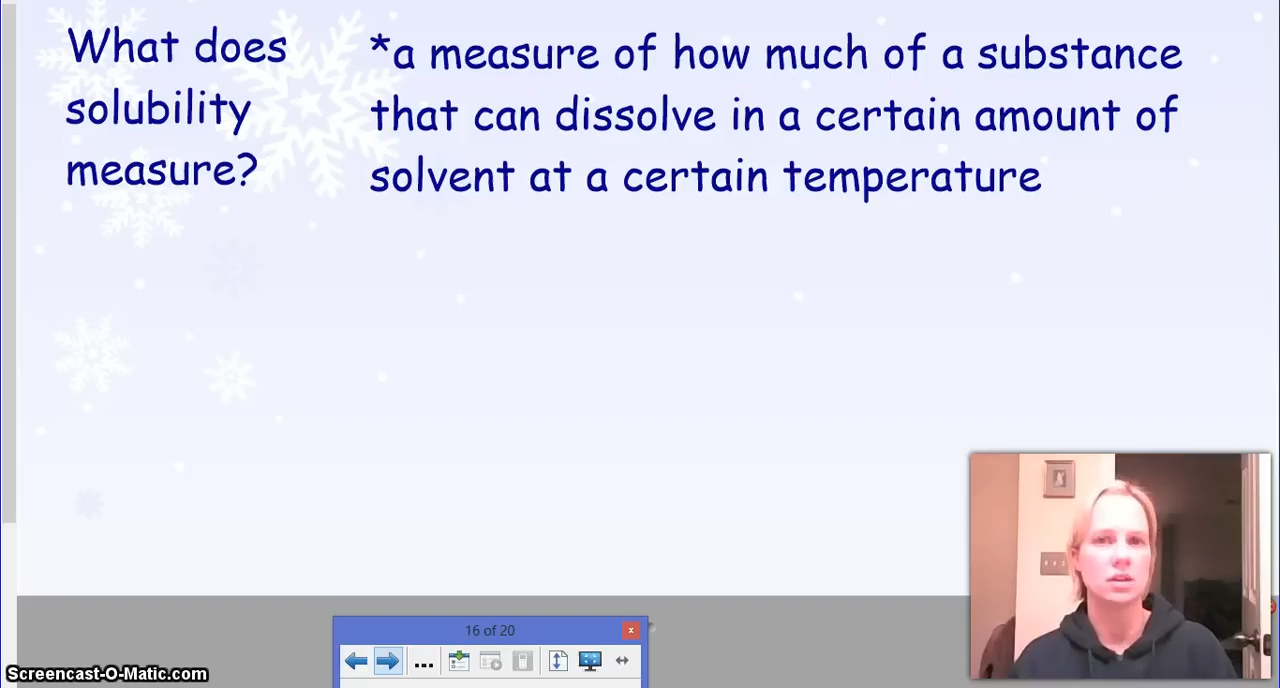 What does
solubility
measure?
*a measure of how much of a substance
that can dissolve in a certain amount of
solvent at a certain temperature
16 of 20
Screencast-O-Matic.com